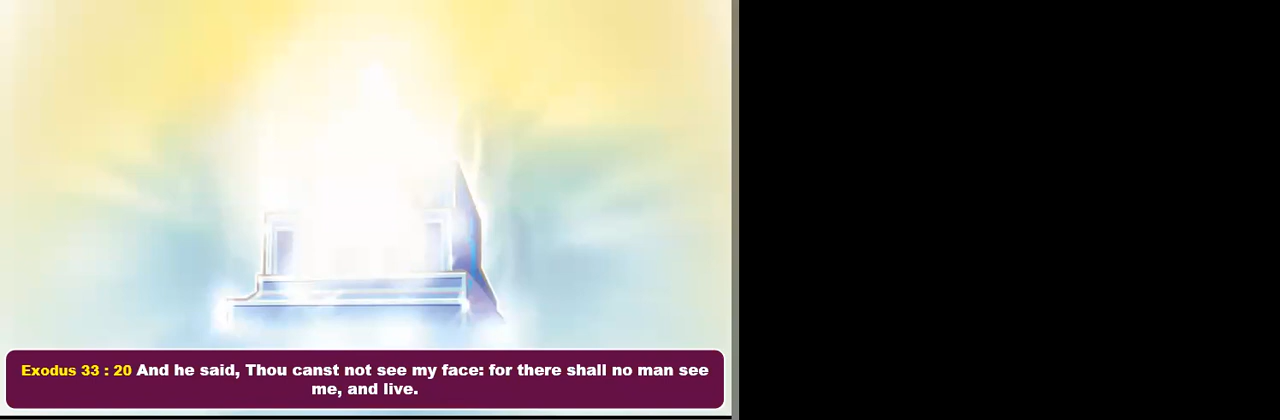 Exodus 33 : 20 And he said, Thou canst not see my face: for there shall no man see
me, and live.